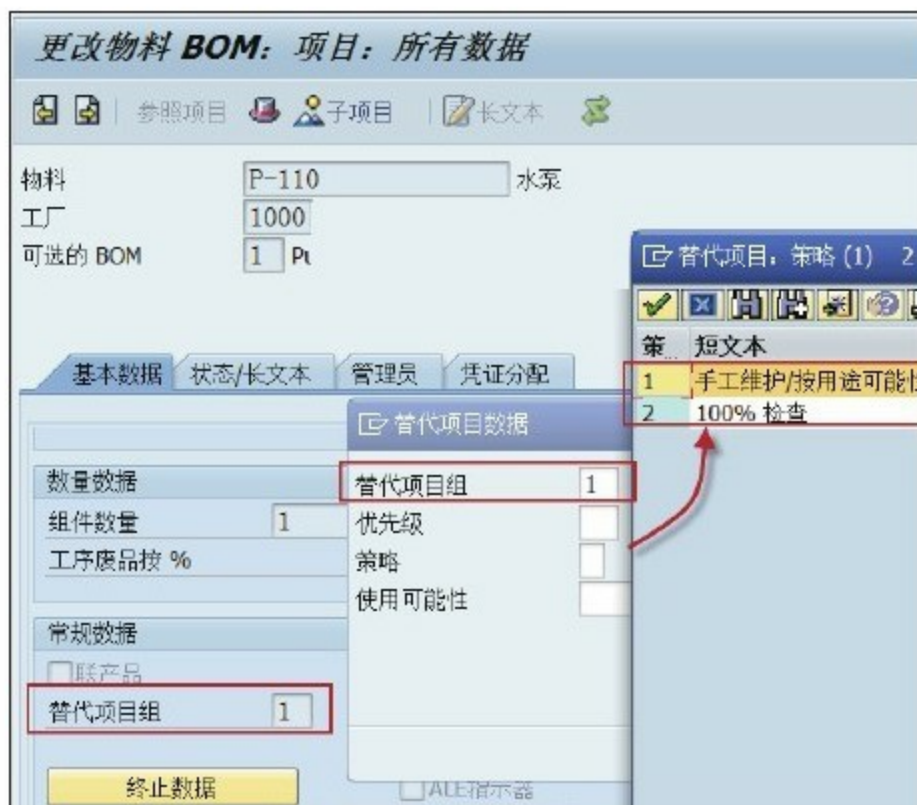 更改物料 BOM: 项目: 所有数据
参照项目 子项目 长文本
物料 P-110 水泵
工厂 1000
可选的 BOM 1 Pt
替代项目: 策略 (1) 2
策... 短文本
1 手工维护/按用途可能性
2 100% 检查
基本数据 状态/长文本 管理员 凭证分配
替代项目数据
替代项目组 1
优先级
策略
使用可能性
数量数据
组件数量 1
工序废品按 %
常规数据
联产品
替代项目组 1
终止数据
ALE指示器